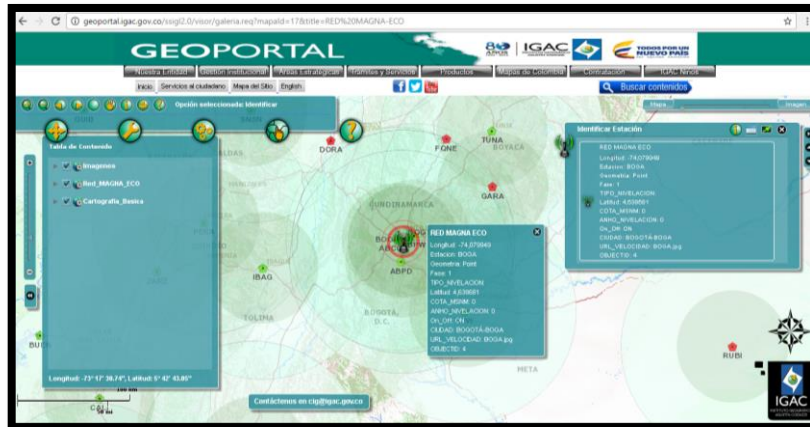 geoportal.igac.gov.co/ssigl2.0/visor/galeria.req?mapaId=17&title=RED%20MAGNA-ECO
GEOPORTAL
IGAC
TODOS POR UN
NUEVO PAÍS
Nuestra Entidad
Gestión Institucional
Áreas Estratégicas
Trámites y Servicios
Productos
Mapas de Colombia
Contratación
IGAC Niños
Inicio
Servicios al ciudadano
Mapa del Sitio
English
Buscar contenidos
Opción seleccionada: Identificar
Mapa
Imagen
Tabla de Contenido
Imagenes
Red_MAGNA_ECO
Cartografia_Basica
Longitud: -73° 17' 30.74", Latitud: 5° 42' 43.05"
DORA
FQNE
TUNA
BOYACA
GARA
CUNDINAMARCA
ABPD
IBAG
TOLIMA
BOGOTÁ,
D.C.
META
RUBI
CALI
RED MAGNA ECO
Longitud: -74,079949
Estacion: BOGA
Geometria: Point
Fase: 1
TIPO_NIVELACION:
Latitud: 4,638681
COTA_MSNM: 0
ANHO_NIVELACION: 0
On_Off: ON
CIUDAD: BOGOTÁ-BOGA
URL_VELOCIDAD: BOGA.jpg
OBJECTID: 4
Identificar Estación
RED MAGNA ECO
Longitud: -74,079949
Estacion: BOGA
Geometria: Point
Fase: 1
TIPO_NIVELACION:
Latitud: 4,638681
COTA_MSNM: 0
ANHO_NIVELACION: 0
On_Off: ON
CIUDAD: BOGOTÁ-BOGA
URL_VELOCIDAD: BOGA.jpg
OBJECTID: 4
Contáctenos en cig@igac.gov.co
IGAC